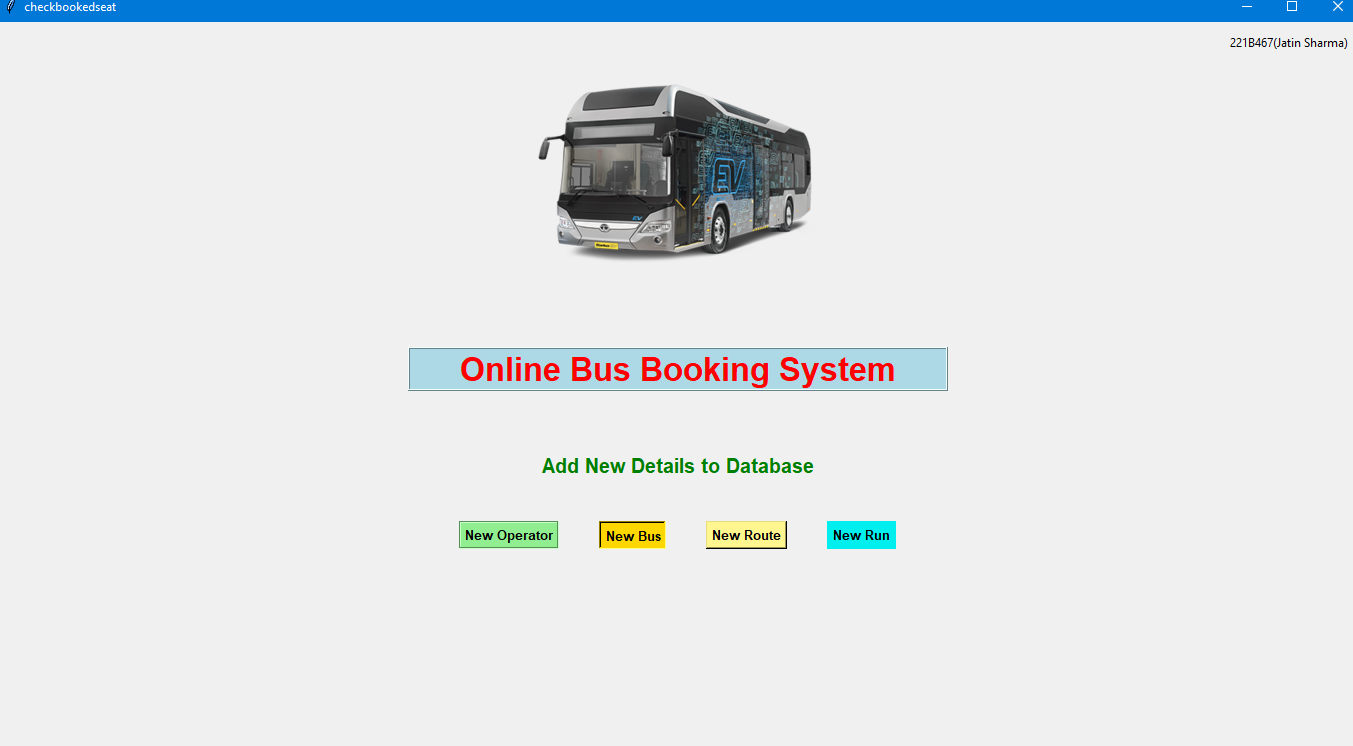 checkbookedseat
221B467(Jatin Sharma)
EV
EV
Online Bus Booking System
Add New Details to Database
New Operator
New Bus
New Route
New Run